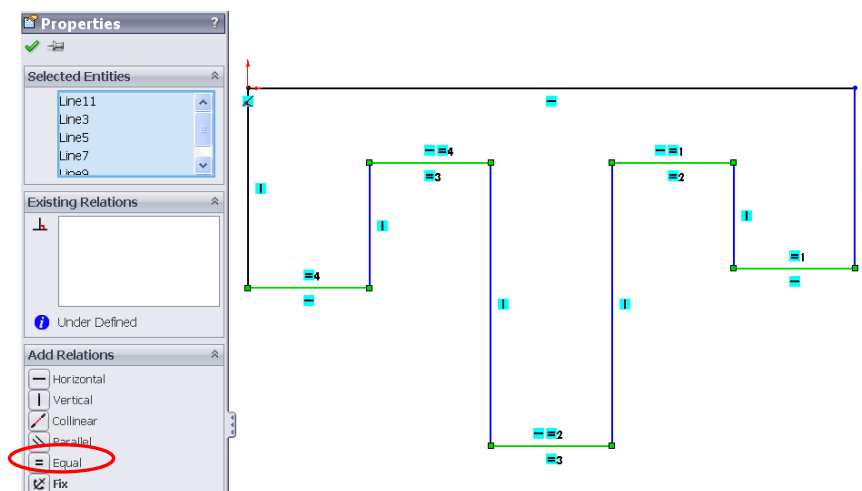 Properties ?
Selected Entities
Line11
Line3
Line5
Line7
Line9
Existing Relations
Under Defined
Add Relations
Horizontal
Vertical
Collinear
Parallel
Equal
Fix
=4
=3
=1
=2
=4
=1
=2
=3